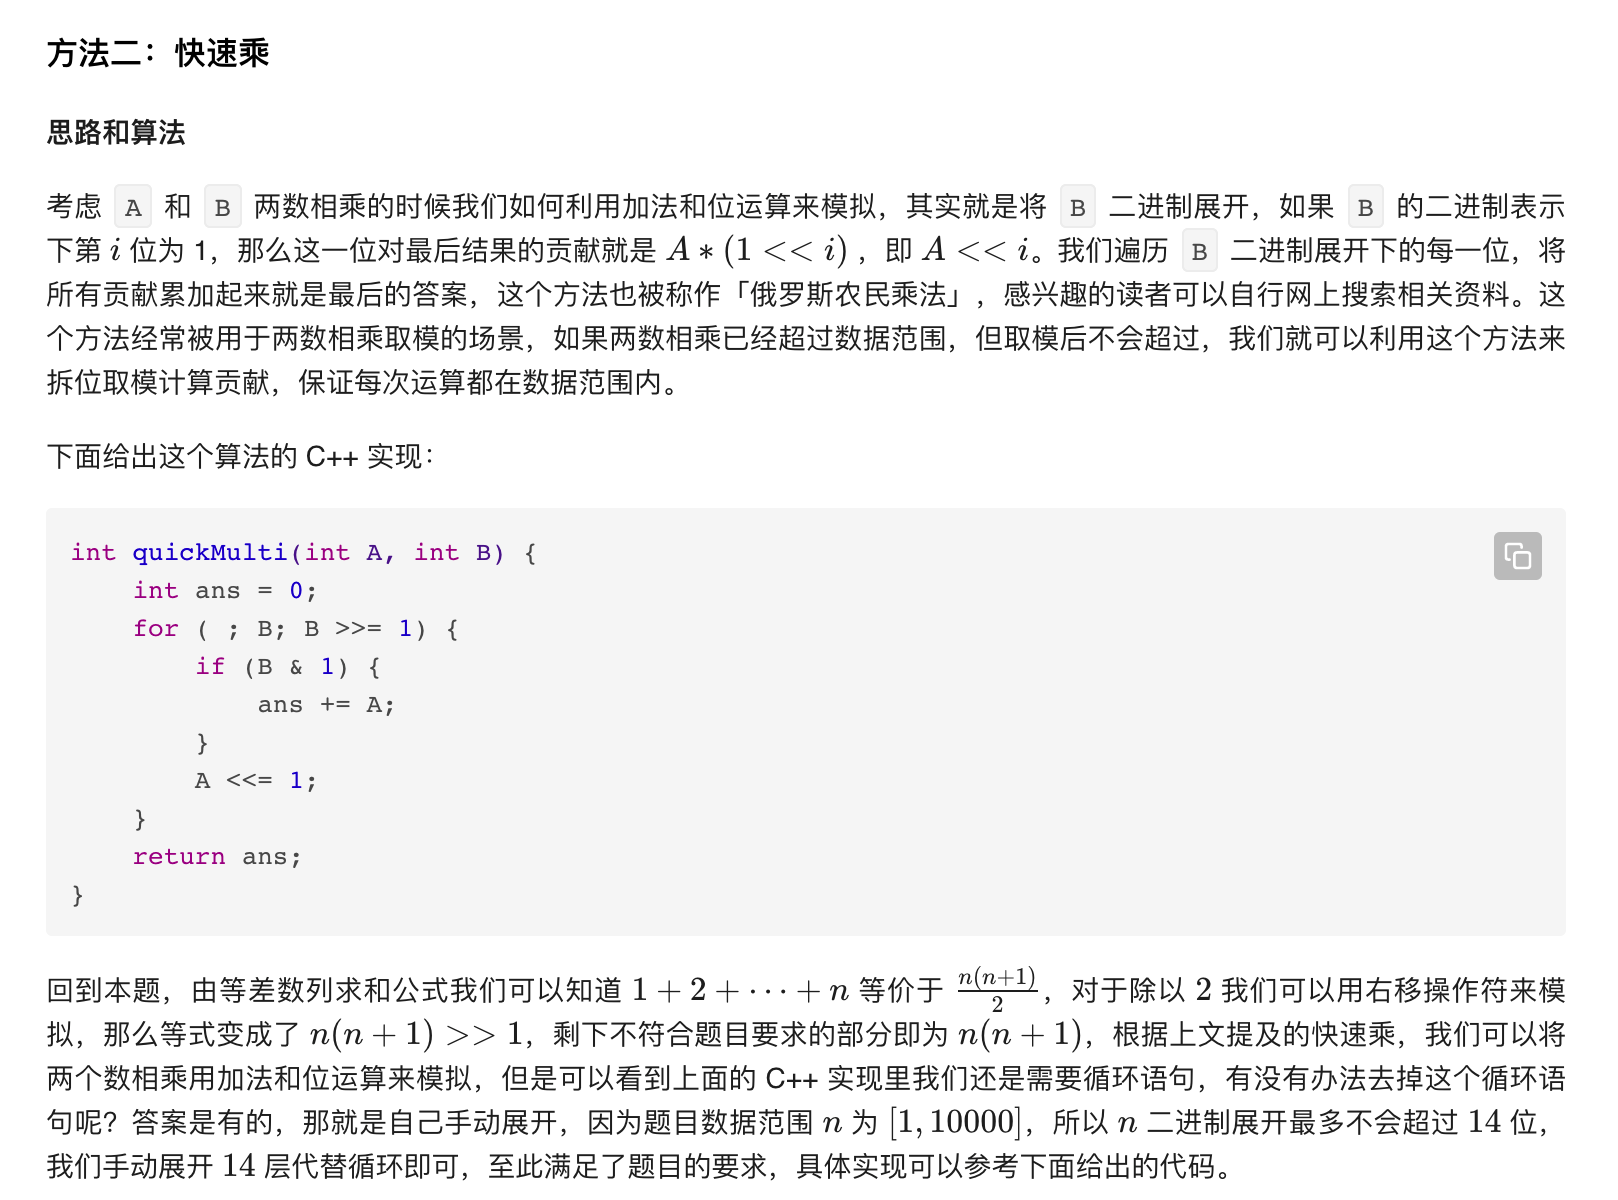 方法二：快速乘
思路和算法
考虑 A 和 B 两数相乘的时候我们如何利用加法和位运算来模拟，其实就是将 B 二进制展开，如果 B 的二进制表示
下第 i 位为 1，那么这一位对最后结果的贡献就是 A ∗ (1 << i) ，即 A << i。我们遍历 B 二进制展开下的每一位，将
所有贡献累加起来就是最后的答案，这个方法也被称作「俄罗斯农民乘法」，感兴趣的读者可以自行网上搜索相关资料。这
个方法经常被用于两数相乘取模的场景，如果两数相乘已经超过数据范围，但取模后不会超过，我们就可以利用这个方法来
拆位取模计算贡献，保证每次运算都在数据范围内。
下面给出这个算法的 C++ 实现：
int quickMulti(int A, int B) {
    int ans = 0;
    for ( ; B; B >>= 1) {
        if (B & 1) {
            ans += A;
        }
        A <<= 1;
    }
    return ans;
}
回到本题，由等差数列求和公式我们可以知道 1 + 2 + ⋯ + n 等价于 n(n+1)/2，对于除以 2 我们可以用右移操作符来模
拟，那么等式变成了 n(n + 1) >> 1，剩下不符合题目要求的部分即为 n(n + 1)，根据上文提及的快速乘，我们可以将
两个数相乘用加法和位运算来模拟，但是可以看到上面的 C++ 实现里我们还是需要循环语句，有没有办法去掉这个循环语
句呢？答案是有的，那就是自己手动展开，因为题目数据范围 n 为 [1, 10000]，所以 n 二进制展开最多不会超过 14 位，
我们手动展开 14 层代替循环即可，至此满足了题目的要求，具体实现可以参考下面给出的代码。